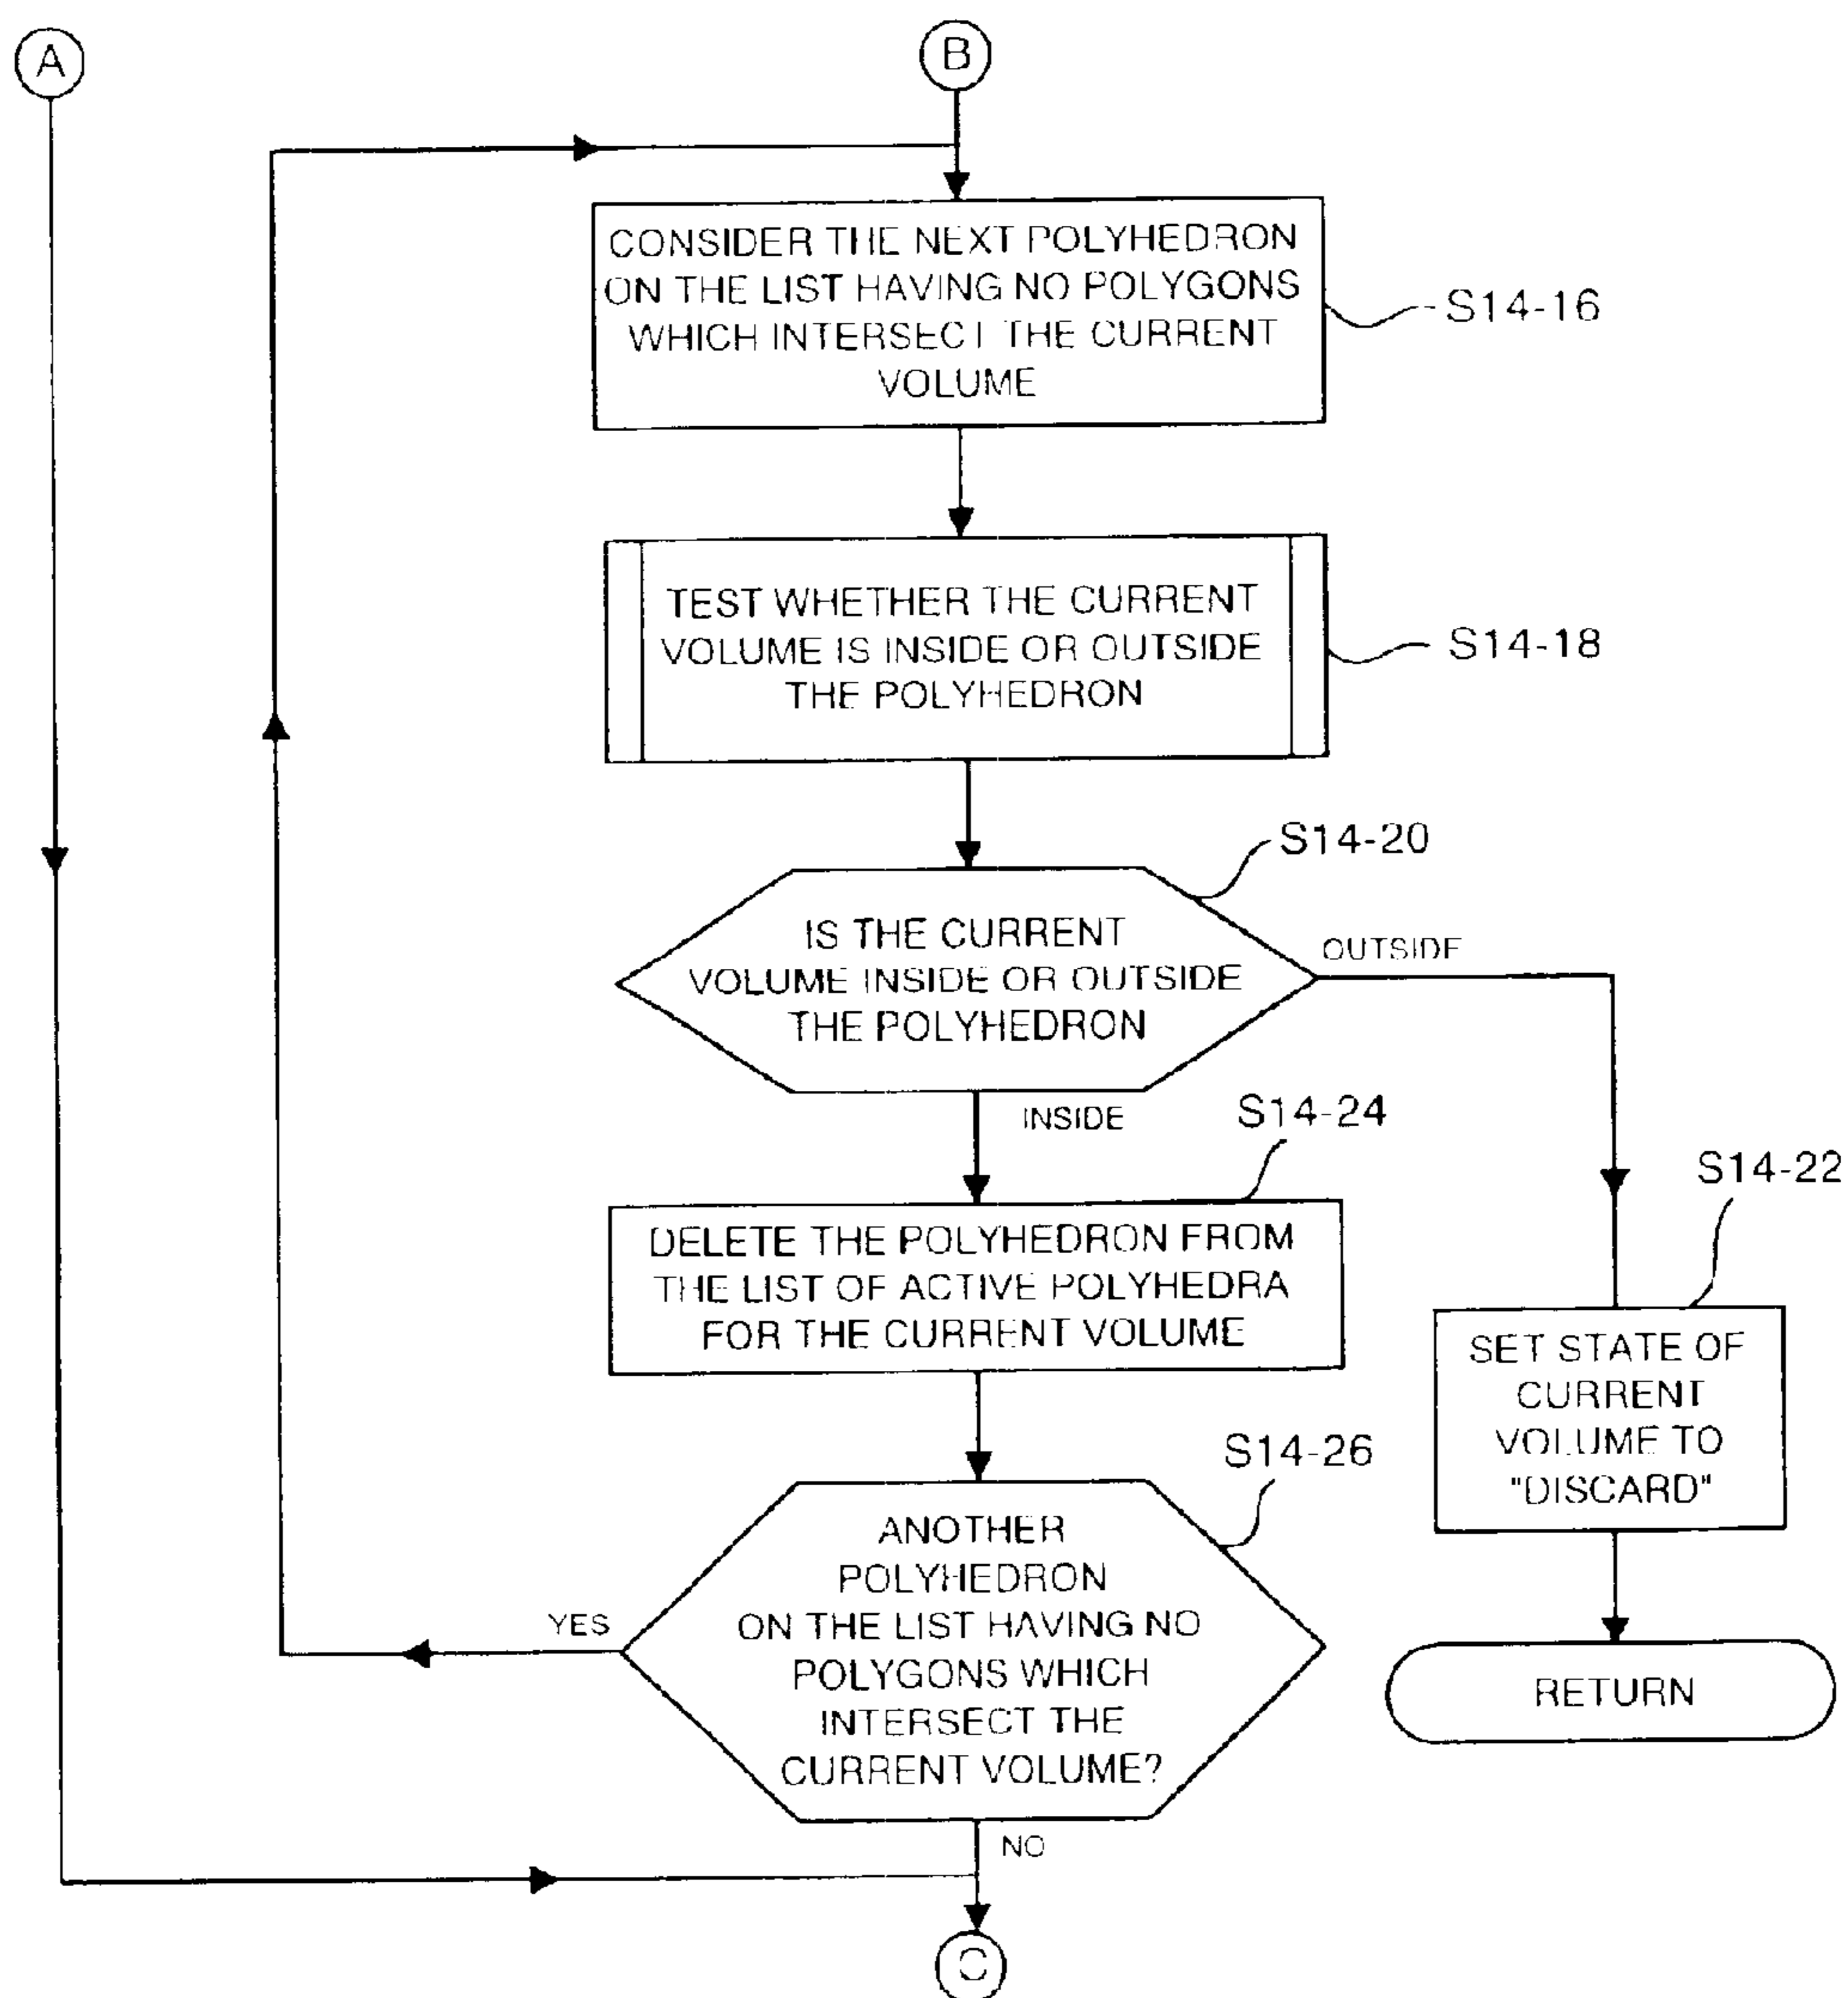 A
B
CONSIDER THE NEXT POLYHEDRON
ON THE LIST HAVING NO POLYGONS
WHICH INTERSECT THE CURRENT
VOLUME
S14-16
TEST WHETHER THE CURRENT
VOLUME IS INSIDE OR OUTSIDE
THE POLYHEDRON
S14-18
S14-20
IS THE CURRENT
VOLUME INSIDE OR OUTSIDE
THE POLYHEDRON
OUTSIDE
INSIDE
S14-24
S14-22
DELETE THE POLYHEDRON FROM
THE LIST OF ACTIVE POLYHEDRA
FOR THE CURRENT VOLUME
SET STATE OF
CURRENT
VOLUME TO
"DISCARD"
S14-26
ANOTHER
POLYHEDRON
ON THE LIST HAVING NO
POLYGONS WHICH
INTERSECT THE
CURRENT VOLUME?
YES
RETURN
NO
C